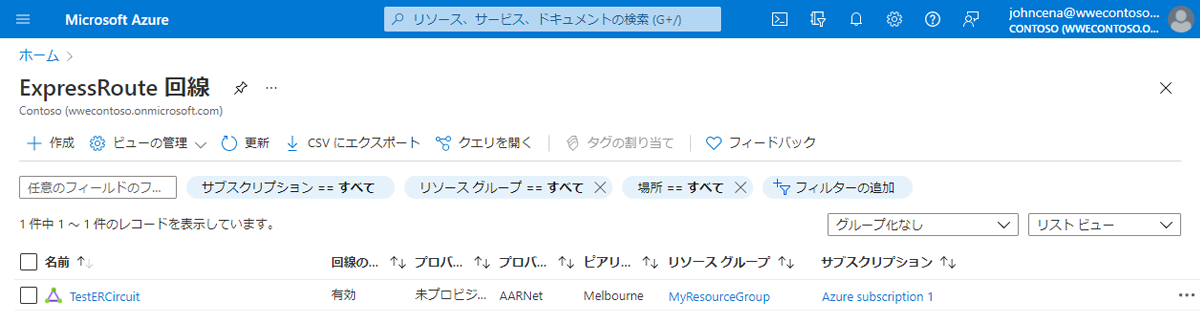 Microsoft Azure
リソース、サービス、ドキュメントの検索 (G+/)
johncena@wwecontoso...
CONTOSO (WWECONTOSO.O...
ホーム
ExpressRoute 回線
Contoso (wwecontoso.onmicrosoft.com)
作成 ビューの管理 更新 CSV にエクスポート クエリを開く タグの割り当て フィードバック
任意のフィールドのフ... サブスクリプション == すべて リソース グループ == すべて 場所 == すべて フィルターの追加
1 件中 1 ～ 1 件のレコードを表示しています。 グループ化なし リスト ビュー
名前 回線の... プロバ... プロバ... ピアリ... リソース グループ サブスクリプション
TestERCircuit 有効 未プロビジ... AARNet Melbourne MyResourceGroup Azure subscription 1